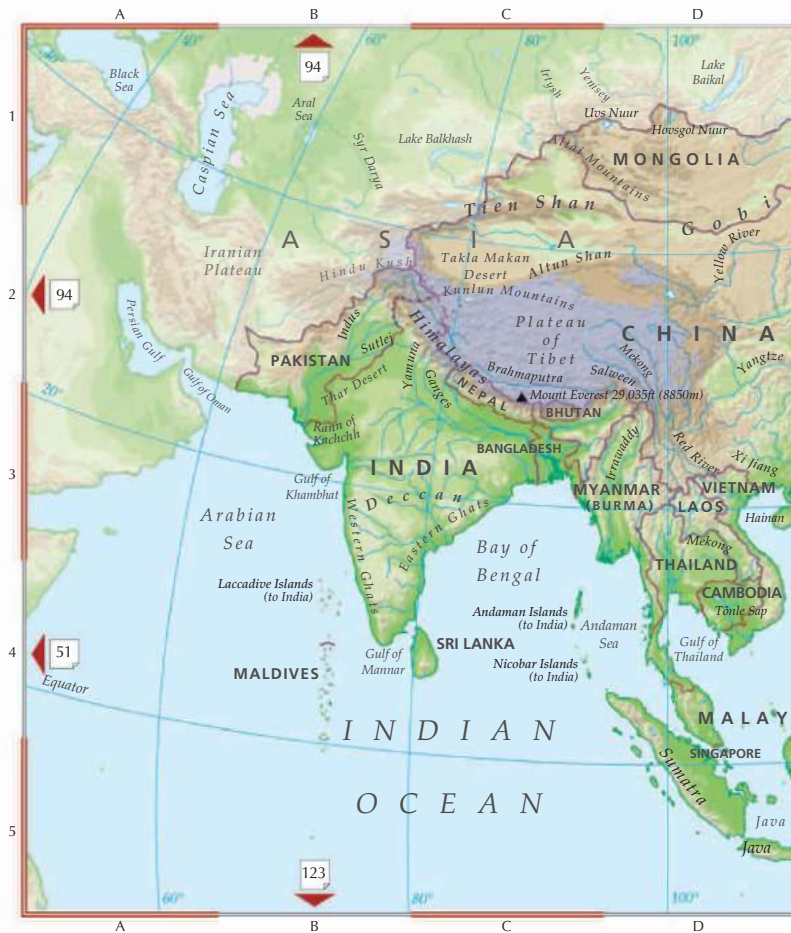 A B C D
40° 40° 60° 80° 100°
94
Black
Sea
Caspian Sea
Aral
Sea
Syr Darya
Lake Balkhash
Irtysh
Yenisey
Uvs Nuur
Lake
Baikal
Hovsgol Nuur
1
MONGOLIA
Altai Mountains
Tien Shan
Gobi
ASIA
Iranian
Plateau
Hindu Kush
Takla Makan
Desert
Altun Shan
Yellow River
2
94
Kunlun Mountains
Persian Gulf
Gulf of Oman
Indus
Sutlej
PAKISTAN
Himalayas
Plateau
of
Tibet
CHINA
Yamuna
Thar Desert
Ganges
NEPAL
Brahmaputra
Salween
Mekong
Yangtze
Mount Everest 29,035ft (8850m)
20°
BHUTAN
Rann of
Kachchh
BANGLADESH
Irrawaddy
Red River
Xi Jiang
3
INDIA
Gulf of
Khambhat
Deccan
MYANMAR
(BURMA)
VIETNAM
LAOS
Hainan
Arabian
Sea
Western Ghats
Eastern Ghats
Bay of
Bengal
Mekong
THAILAND
CAMBODIA
Tônle Sap
Laccadive Islands
(to India)
Andaman Islands
(to India)
Andaman
Sea
Gulf of
Thailand
4
51
SRI LANKA
Gulf of
Mannar
Nicobar Islands
(to India)
MALDIVES
Equator
INDIAN
OCEAN
MALAY
SINGAPORE
Sumatra
Java
Java
5
123
60° 80° 100°
A B C D